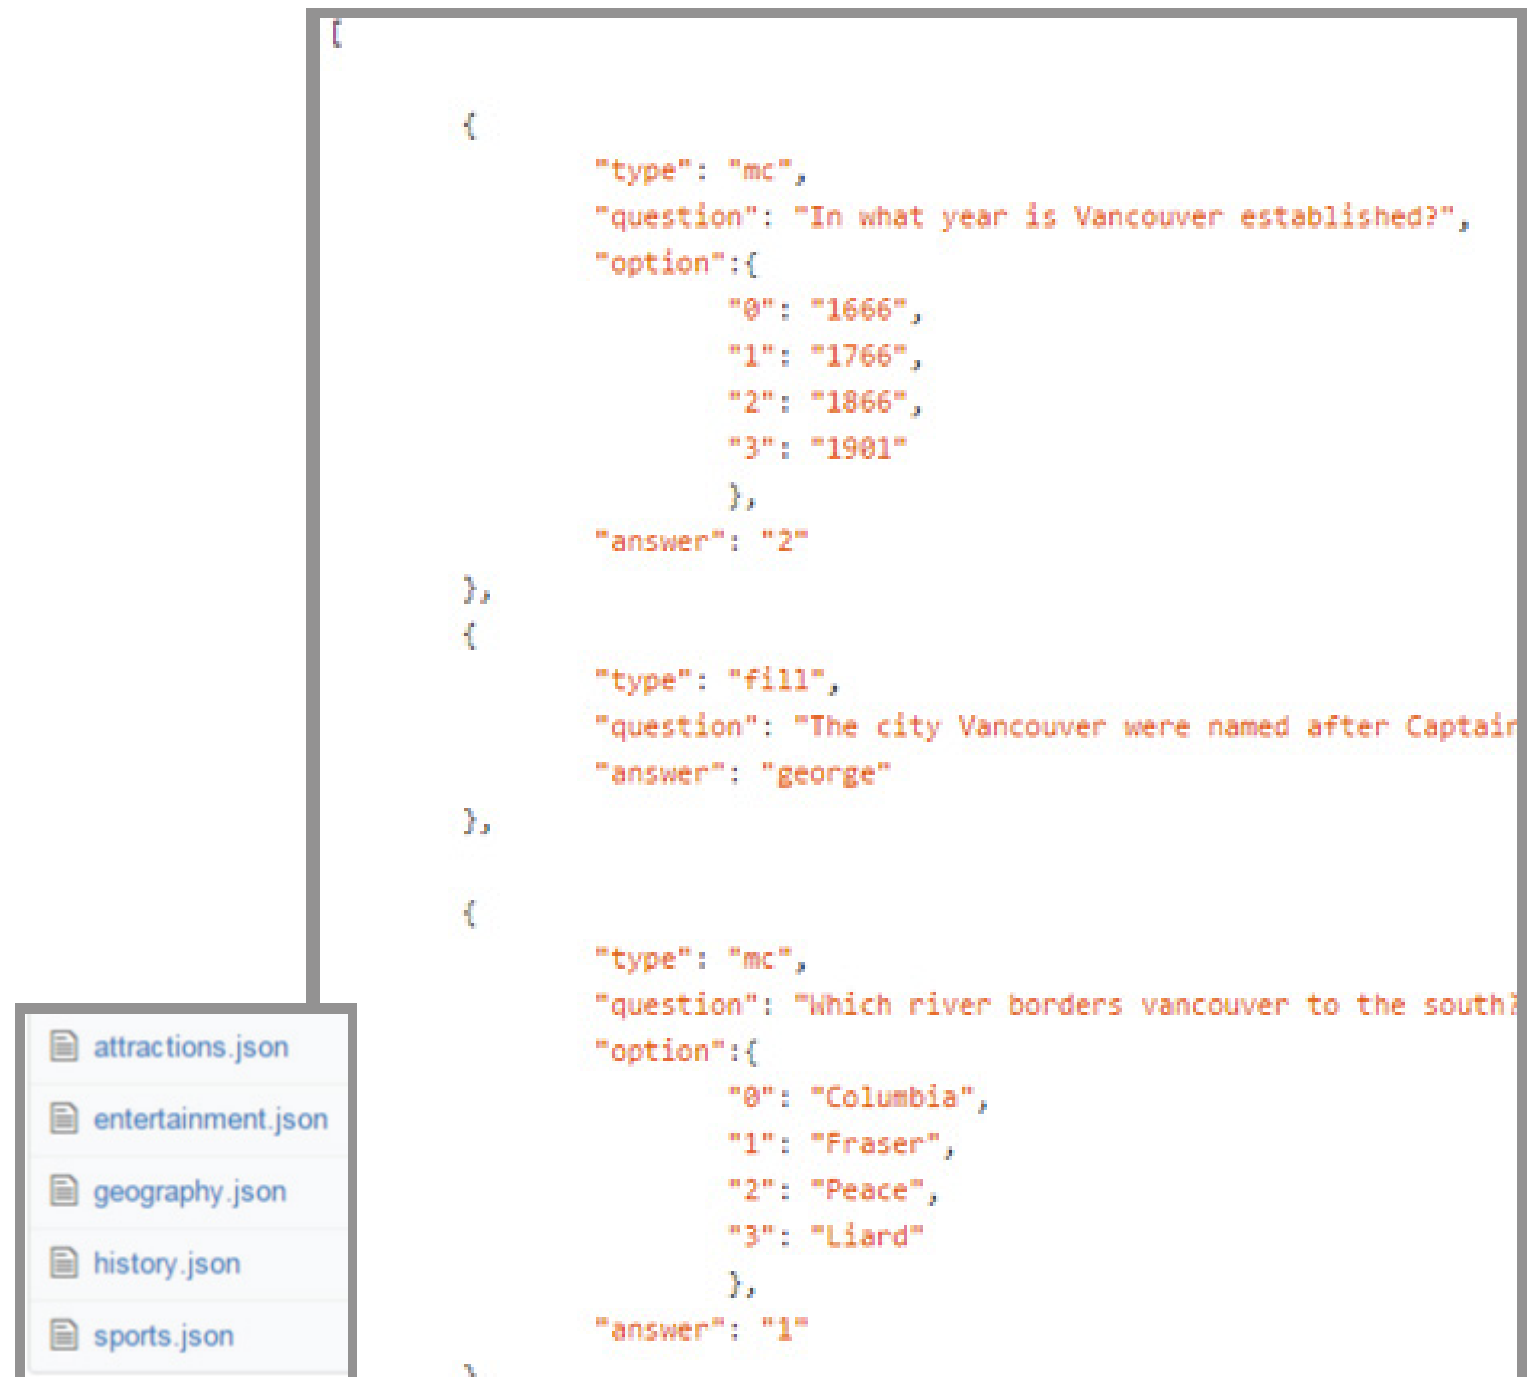 [
{
"type": "mc",
"question": "In what year is Vancouver established?",
"option":{
"0": "1666",
"1": "1766",
"2": "1866",
"3": "1901"
},
"answer": "2"
},
{
"type": "fill",
"question": "The city Vancouver were named after Captain
"answer": "george"
},
{
"type": "mc",
"question": "Which river borders vancouver to the south?
"option":{
"0": "Columbia",
"1": "Fraser",
"2": "Peace",
"3": "Liard"
},
"answer": "1"
}
attractions.json
entertainment.json
geography.json
history.json
sports.json